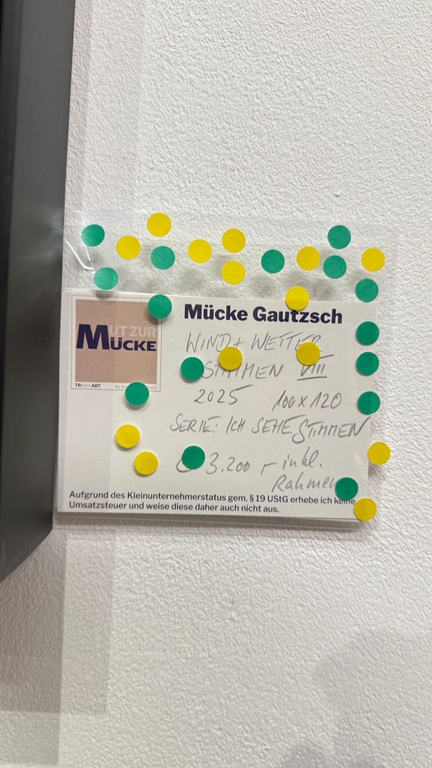 Mücke Gautzsch
UT ZUR
MÜCKE
WIND + WETTER
STIMMEN VIII
2025 100 x 120
SERIE: ICH SEHE STIMMEN
3.200,- inkl.
Rahmen
Aufgrund des Kleinunternehmerstatus gem. § 19 UStG erhebe ich keine
Umsatzsteuer und weise diese daher auch nicht aus.